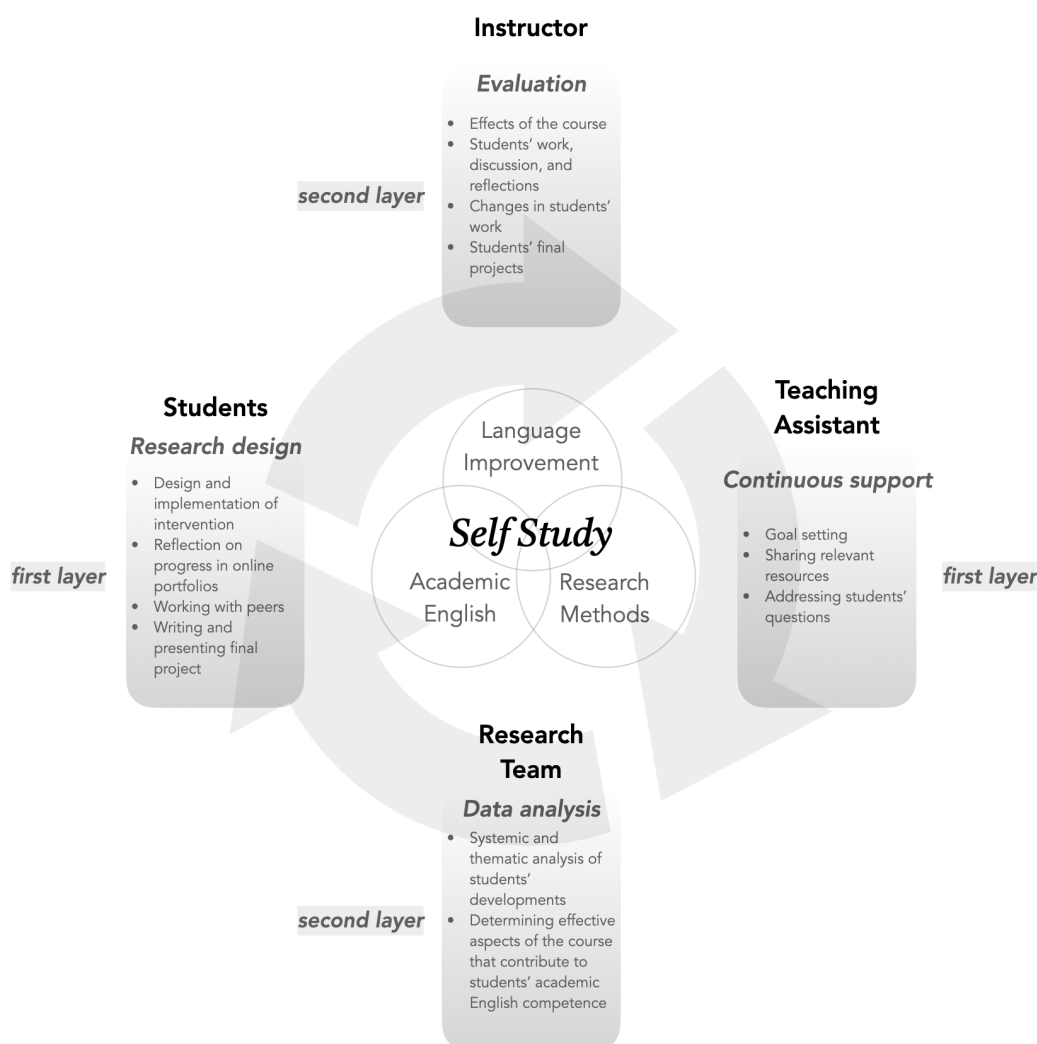 Instructor
Evaluation
• Effects of the course
• Students’ work,
discussion, and
reflections
• Changes in students’
work
• Students’ final
projects
second layer
Students
Research design
• Design and
implementation of
intervention
• Reflection on
progress in online
portfolios
• Working with peers
• Writing and
presenting final
project
first layer
Language
Improvement
Self Study
Academic
English
Research
Methods
Teaching
Assistant
Continuous support
• Goal setting
• Sharing relevant
resources
• Addressing students’
questions
first layer
Research
Team
Data analysis
• Systemic and
thematic analysis of
students’
developments
• Determining effective
aspects of the course
that contribute to
students’ academic
English competence
second layer